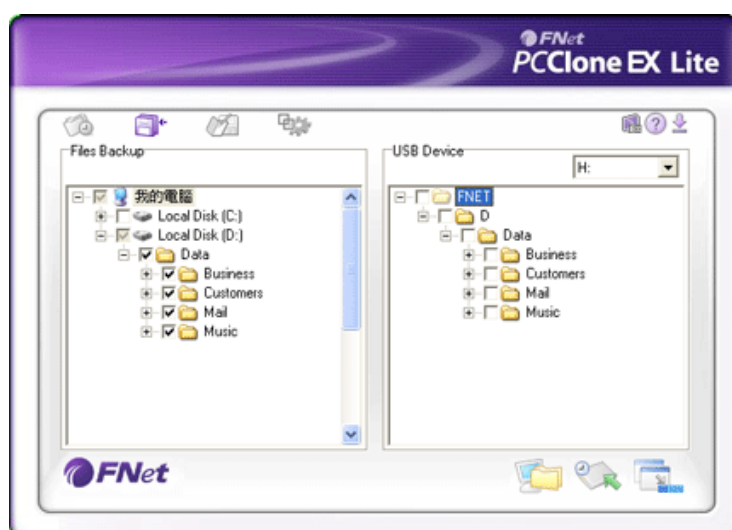 FNet
PCClone EX Lite
Files Backup
我的電腦
Local Disk (C:)
Local Disk (D:)
Data
Business
Customers
Mail
Music
USB Device
H:
FNET
D
Data
Business
Customers
Mail
Music
FNet